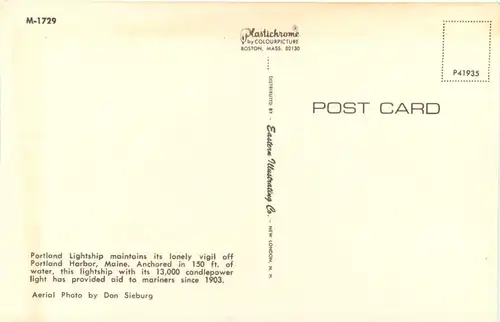 M-1729
Plastichrome®
by COLOURPICTURE
BOSTON, MASS. 02130
P41935
POST CARD
DISTRIBUTED BY - Eastern Illustrating Co. - NEW LONDON, N. H.
Portland Lightship maintains its lonely vigil off
Portland Harbor, Maine. Anchored in 150 ft. of
water, this lightship with its 13,000 candlepower
light has provided aid to mariners since 1903.
Aerial Photo by Dan Sieburg